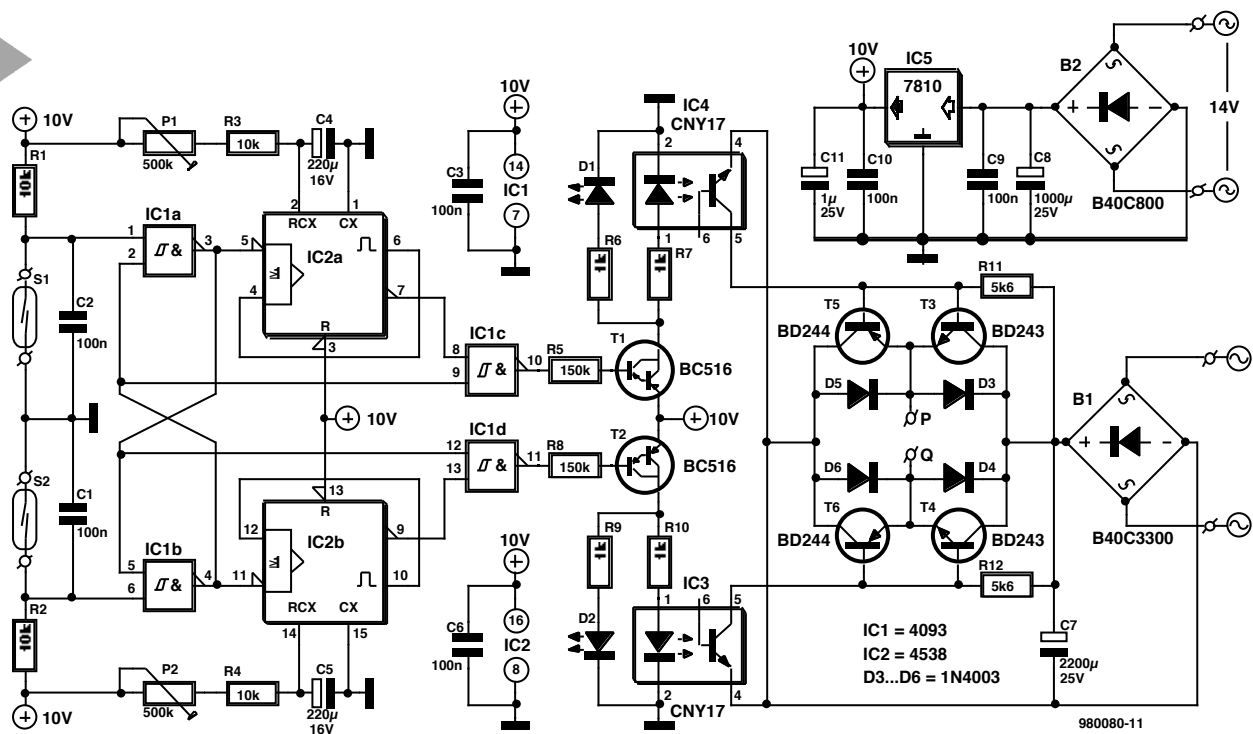 10V
R1
10k
P1
500k
R3
10k
C4
220µ
16V
2
1
RCX
CX
IC2a
5
4
6
7
R
3
IC1a
1
2
3
&
S1
C2
100n
10V
S2
C1
100n
IC1b
5
6
4
&
R2
10k
10V
P2
500k
R4
10k
C5
220µ
16V
13
R
12
11
9
10
IC2b
RCX
CX
14
15
10V
14
IC1
7
C3
100n
IC1c
8
9
10
&
R5
150k
T1
BC516
10V
IC1d
12
13
11
&
R8
150k
T2
BC516
10V
16
IC2
8
C6
100n
IC4
CNY17
2
4
1
6
5
D1
R6
1k
R7
1k
R9
1k
R10
1k
IC3
1
6
5
2
4
CNY17
D2
10V
IC5
7810
C11
1µ
25V
C10
100n
C9
100n
C8
1000µ
25V
B2
+
−
B40C800
14V
R11
5k6
T5
T3
BD244
BD243
D5
D3
P
Q
D6
D4
T6
T4
BD244
BD243
R12
5k6
B1
+
−
B40C3300
C7
2200µ
25V
IC1 = 4093
IC2 = 4538
D3...D6 = 1N4003
980080-11